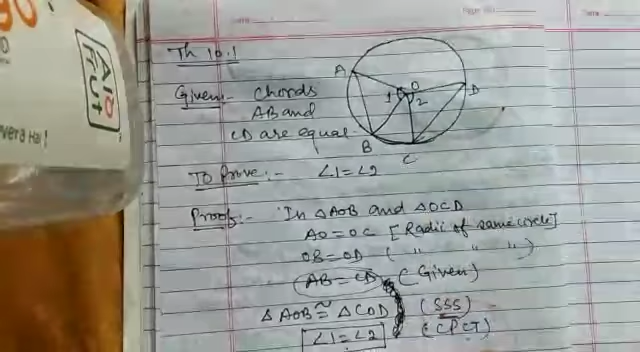 Th 10.1
Given:- Chords
AB and
CD are equal
A
O
D
1
2
B
C
To Prove:- ∠1=∠2
Proof:- In △AOB and △OCD
AO=OC [Radii of same circle]
OB=OD ( " " " )
AB=CD (Given)
△AOB ≅ △COD (SSS)
∠1=∠2 (CPCT)